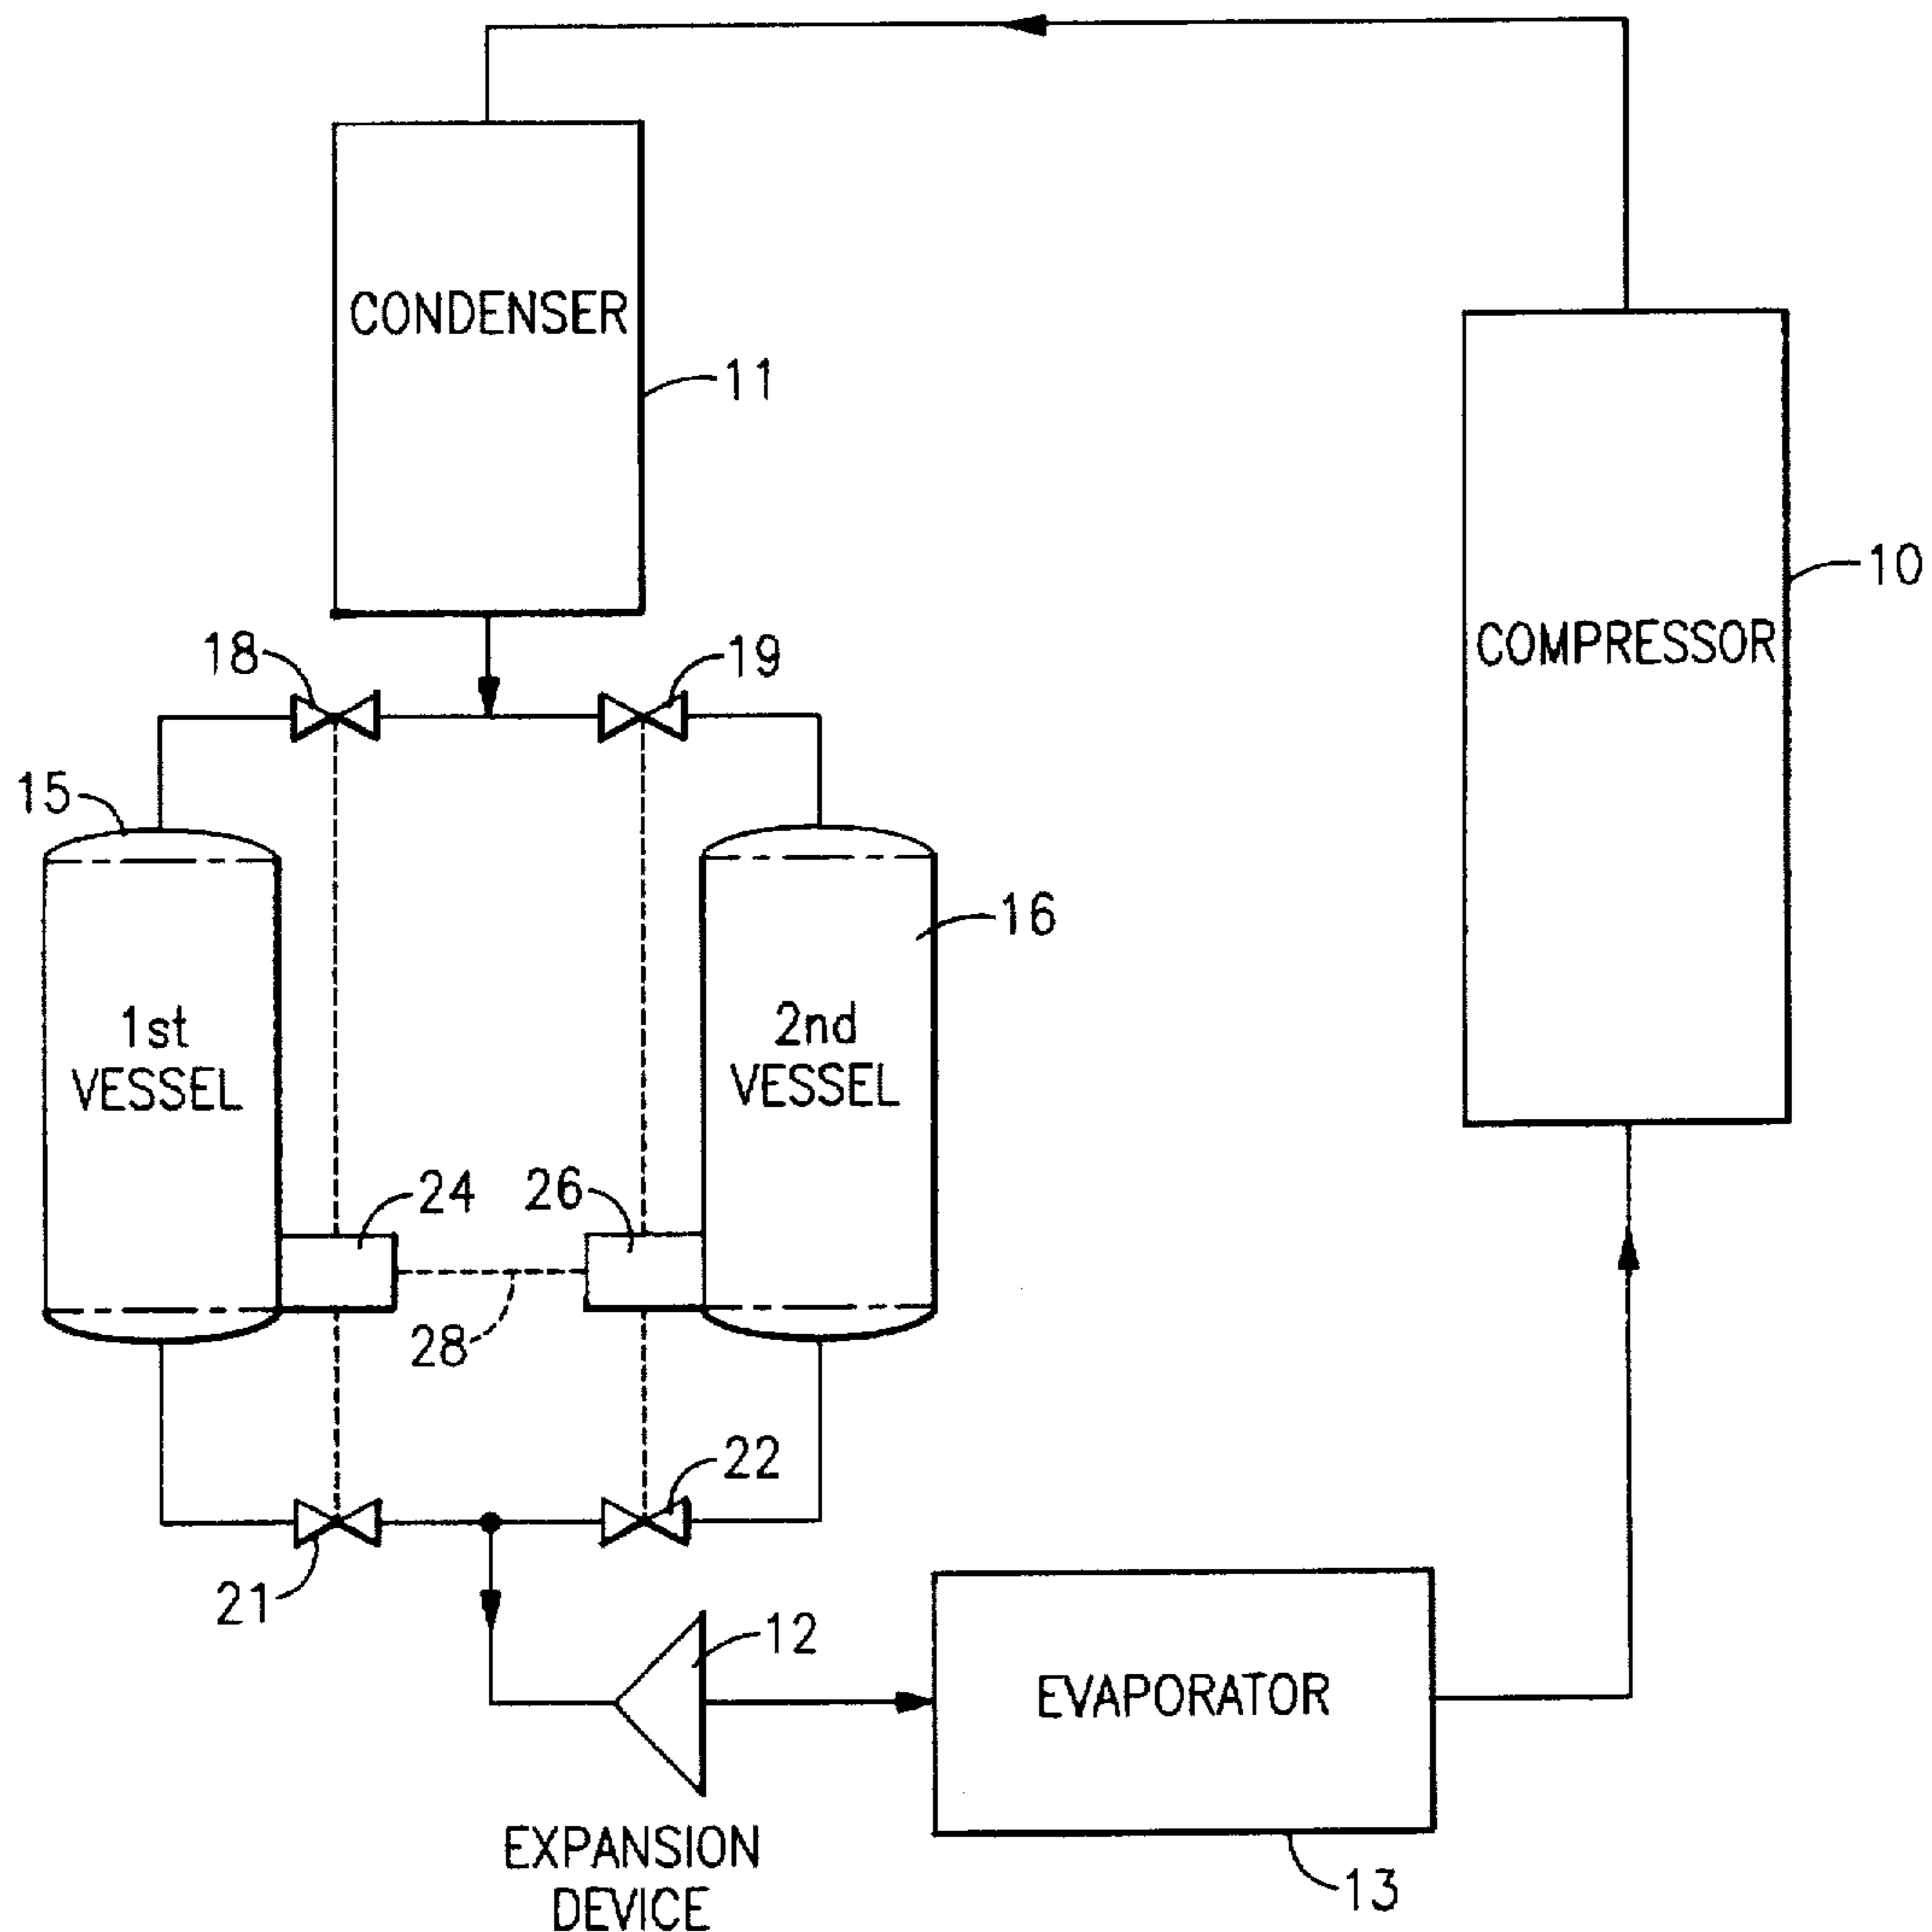 CONDENSER
11
10
COMPRESSOR
18
19
15
16
1st
VESSEL
2nd
VESSEL
24
26
28
22
21
12
EVAPORATOR
EXPANSION
DEVICE
13